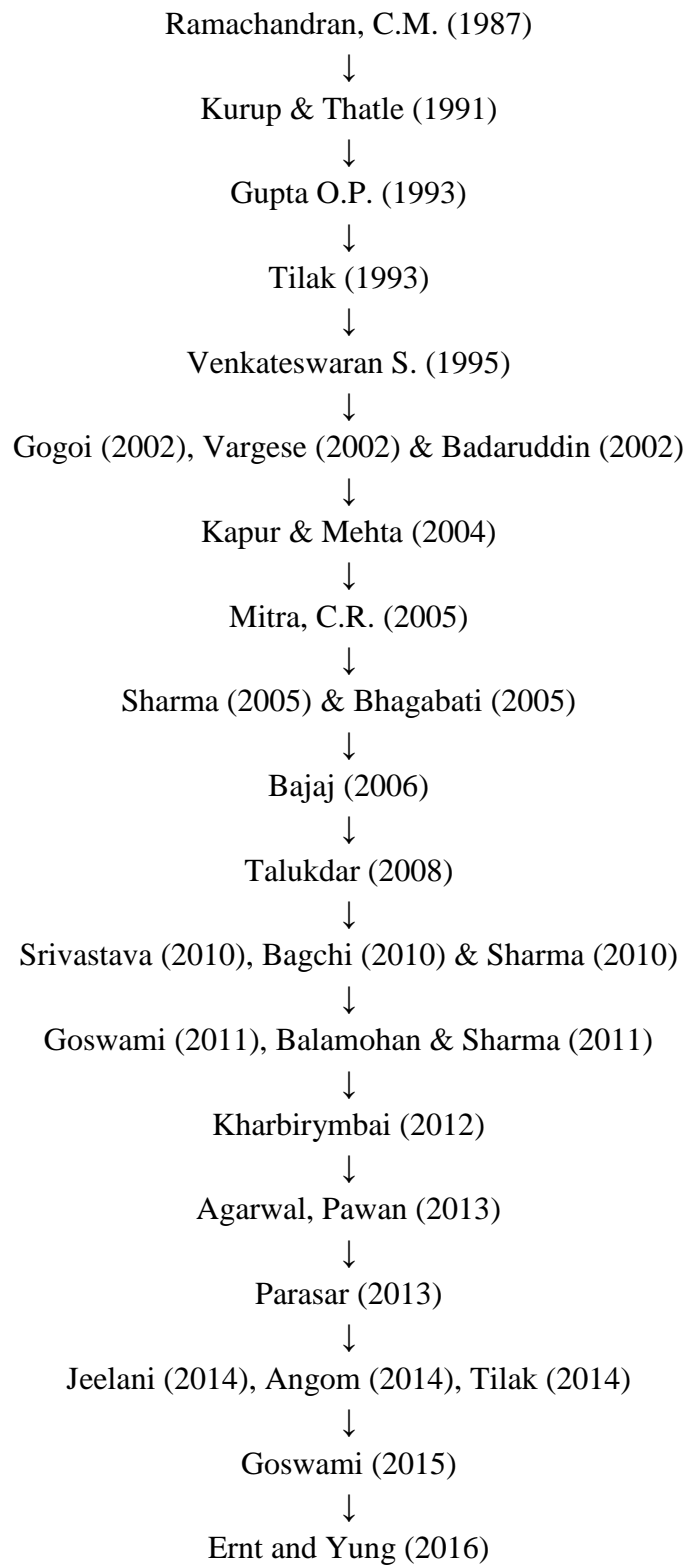 Ramachandran, C.M. (1987)
↓
Kurup & Thatle (1991)
↓
Gupta O.P. (1993)
↓
Tilak (1993)
↓
Venkateswaran S. (1995)
↓
Gogoi (2002), Vargese (2002) & Badaruddin (2002)
↓
Kapur & Mehta (2004)
↓
Mitra, C.R. (2005)
↓
Sharma (2005) & Bhagabati (2005)
↓
Bajaj (2006)
↓
Talukdar (2008)
↓
Srivastava (2010), Bagchi (2010) & Sharma (2010)
↓
Goswami (2011), Balamohan & Sharma (2011)
↓
Kharbirymbai (2012)
↓
Agarwal, Pawan (2013)
↓
Parasar (2013)
↓
Jeelani (2014), Angom (2014), Tilak (2014)
↓
Goswami (2015)
↓
Ernt and Yung (2016)